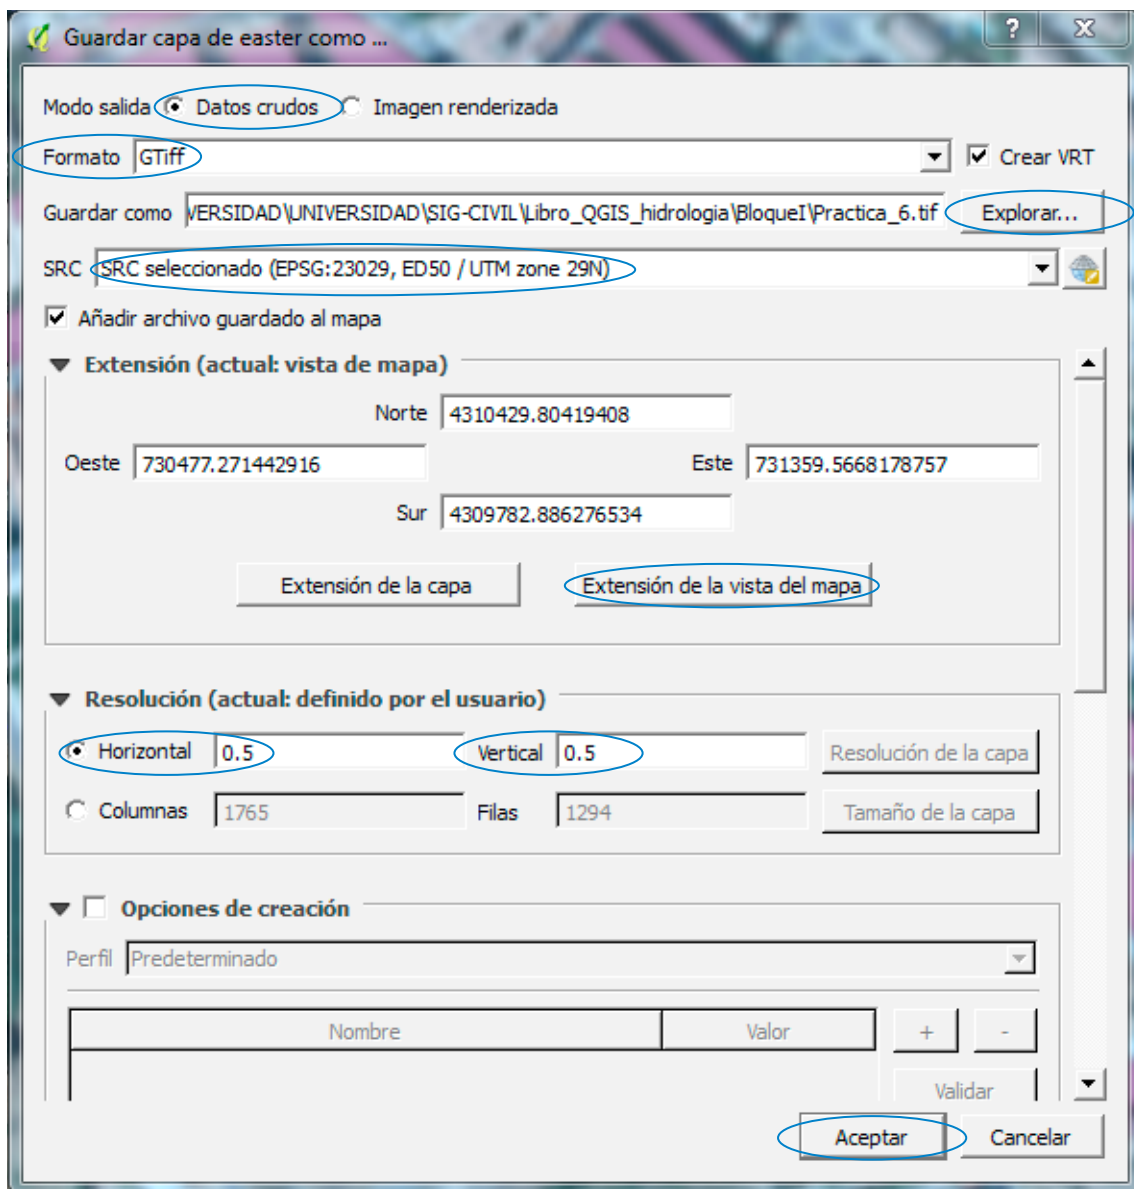 Guardar capa de easter como ...
?
Modo salida Datos crudos Imagen renderizada
Formato GTiff Crear VRT
Guardar como VERSIDAD\UNIVERSIDAD\SIG-CIVIL\Libro_QGIS_hidrologia\BloqueI\Practica_6.tif Explorar...
SRC SRC seleccionado (EPSG:23029, ED50 / UTM zone 29N)
Añadir archivo guardado al mapa
Extensión (actual: vista de mapa)
Norte 4310429.80419408
Oeste 730477.271442916 Este 731359.5668178757
Sur 4309782.886276534
Extensión de la capa Extensión de la vista del mapa
Resolución (actual: definido por el usuario)
Horizontal 0.5 Vertical 0.5 Resolución de la capa
Columnas 1765 Filas 1294 Tamaño de la capa
Opciones de creación
Perfil Predeterminado
Nombre Valor + -
Validar
Aceptar Cancelar